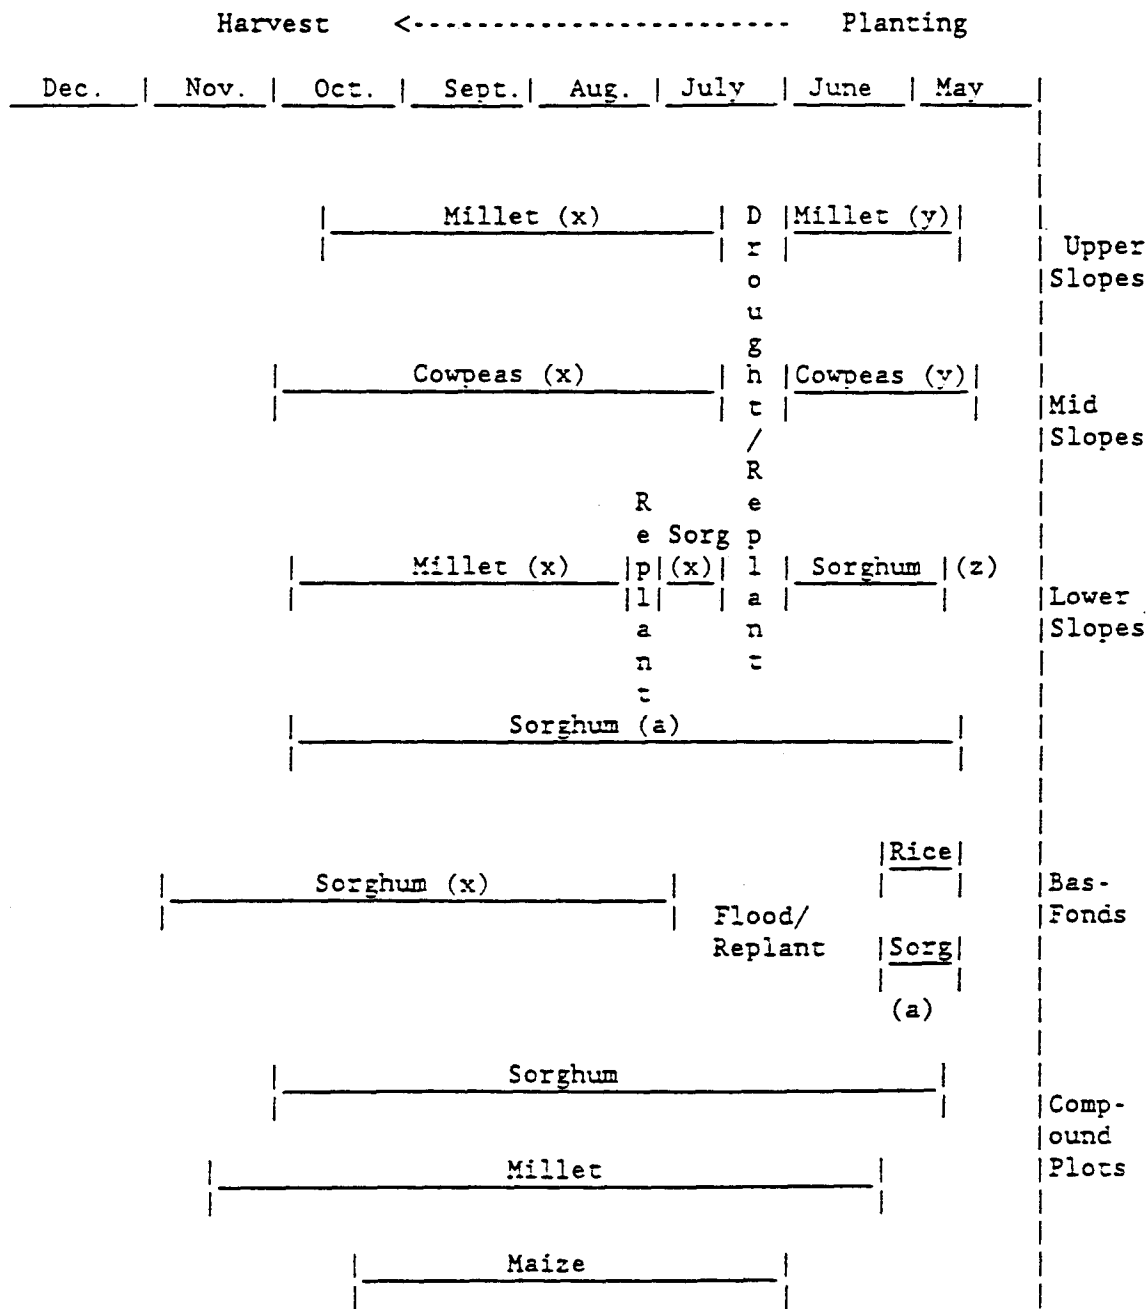 Harvest <------------------------ Planting
Dec. | Nov. | Oct. | Sept. | Aug. | July | June | May |
Millet (x) Millet (y)
Upper
Slopes
Drought/Replant
Cowpeas (x) Cowpeas (y)
Mid
Slopes
Replant
Sorg
Millet (x) (x) Sorghum (z)
Lower
Slopes
Sorghum (a)
Rice
Sorghum (x) Bas-
Flood/ Fonds
Replant Sorg
(a)
Sorghum
Comp-
ound
Millet Plots
Maize